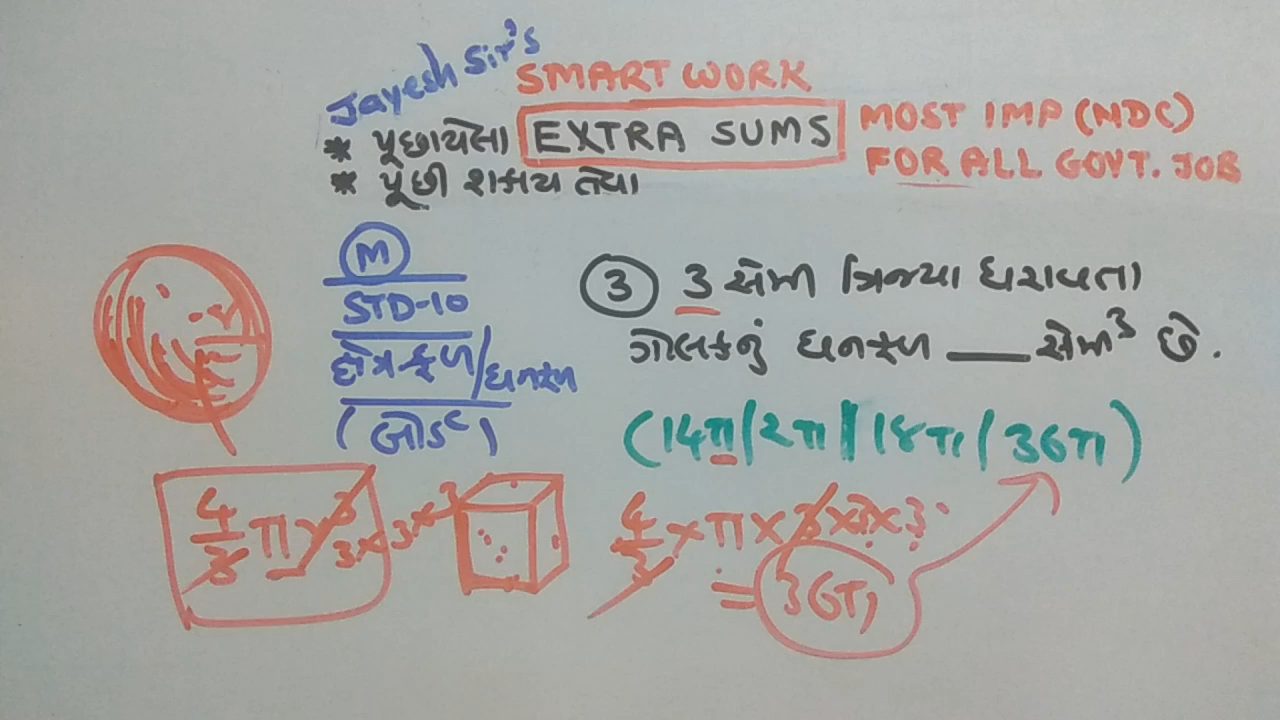 Jayesh Sir's
SMART WORK
* પૂછાયેલા EXTRA SUMS
MOST IMP (MDC)
* પૂછી શકાય તેવા
FOR ALL GOVT. JOB
M
STD-10
ક્ષેત્રફળ/ઘનફળ
(બોર્ડ)
③ 3 સેમી ત્રિજ્યા ધરાવતા
ગોલકનું ઘનફળ ___ સેમી³ છે.
(14π/2π/18π/36π)
4/3 π r³ 3×3×3
4/3 × π × 3×3×3
= 36π